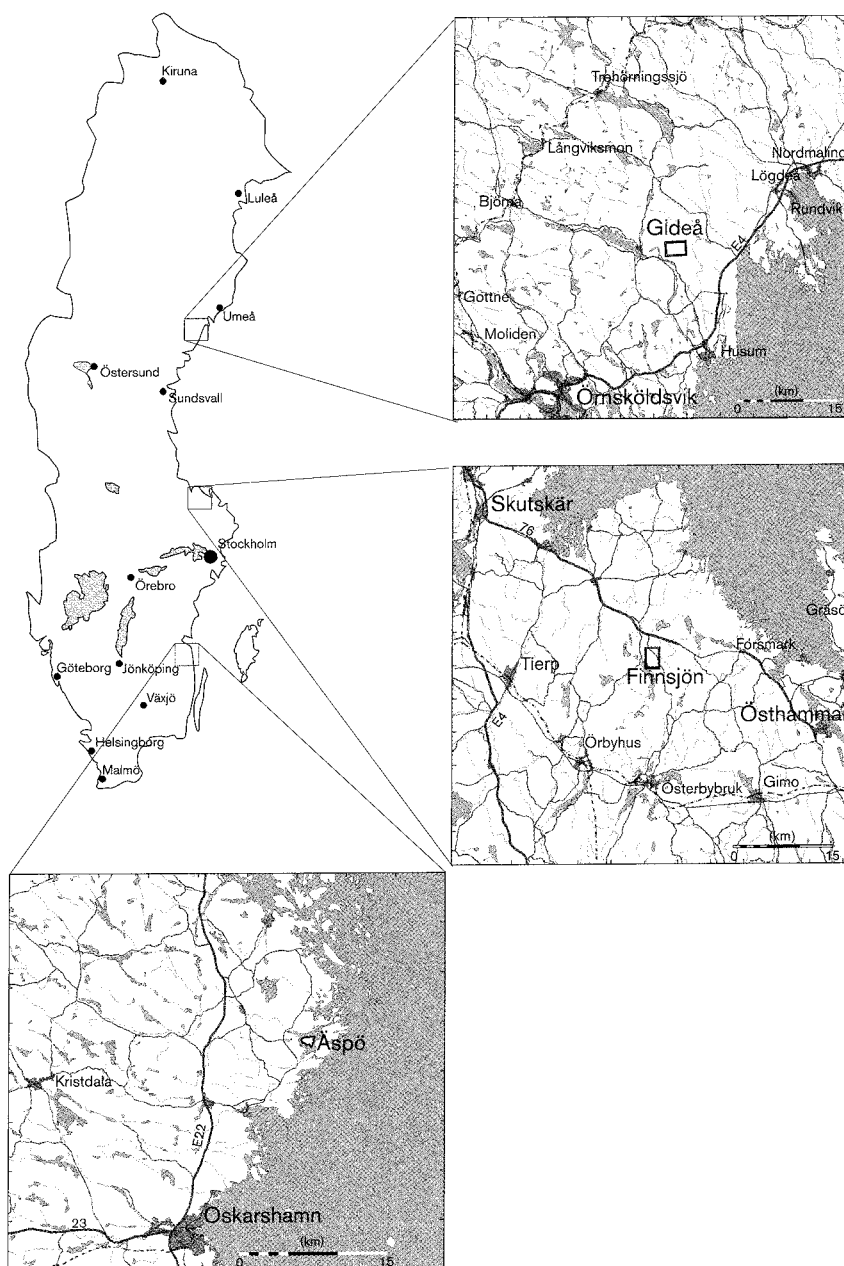 Kiruna
Luleå
Umeå
Östersund
Sundsvall
Stockholm
Örebro
Göteborg
Jönköping
Växjö
Helsingborg
Malmö
Trehörningssjö
Långviksmon
Nordmaling
Lögdeå
Björna
Rundvik
Gideå
E4
Gottne
Moliden
Husum
Örnsköldsvik
(km)
0 15
Skutskär
76
Gräsö
Forsmark
Tierp
Finnsjön
Östhammar
E4
Örbyhus
Österbybruk
Gimo
(km)
0 15
Äspö
Kristdala
E22
Oskarshamn
23
(km)
0 15